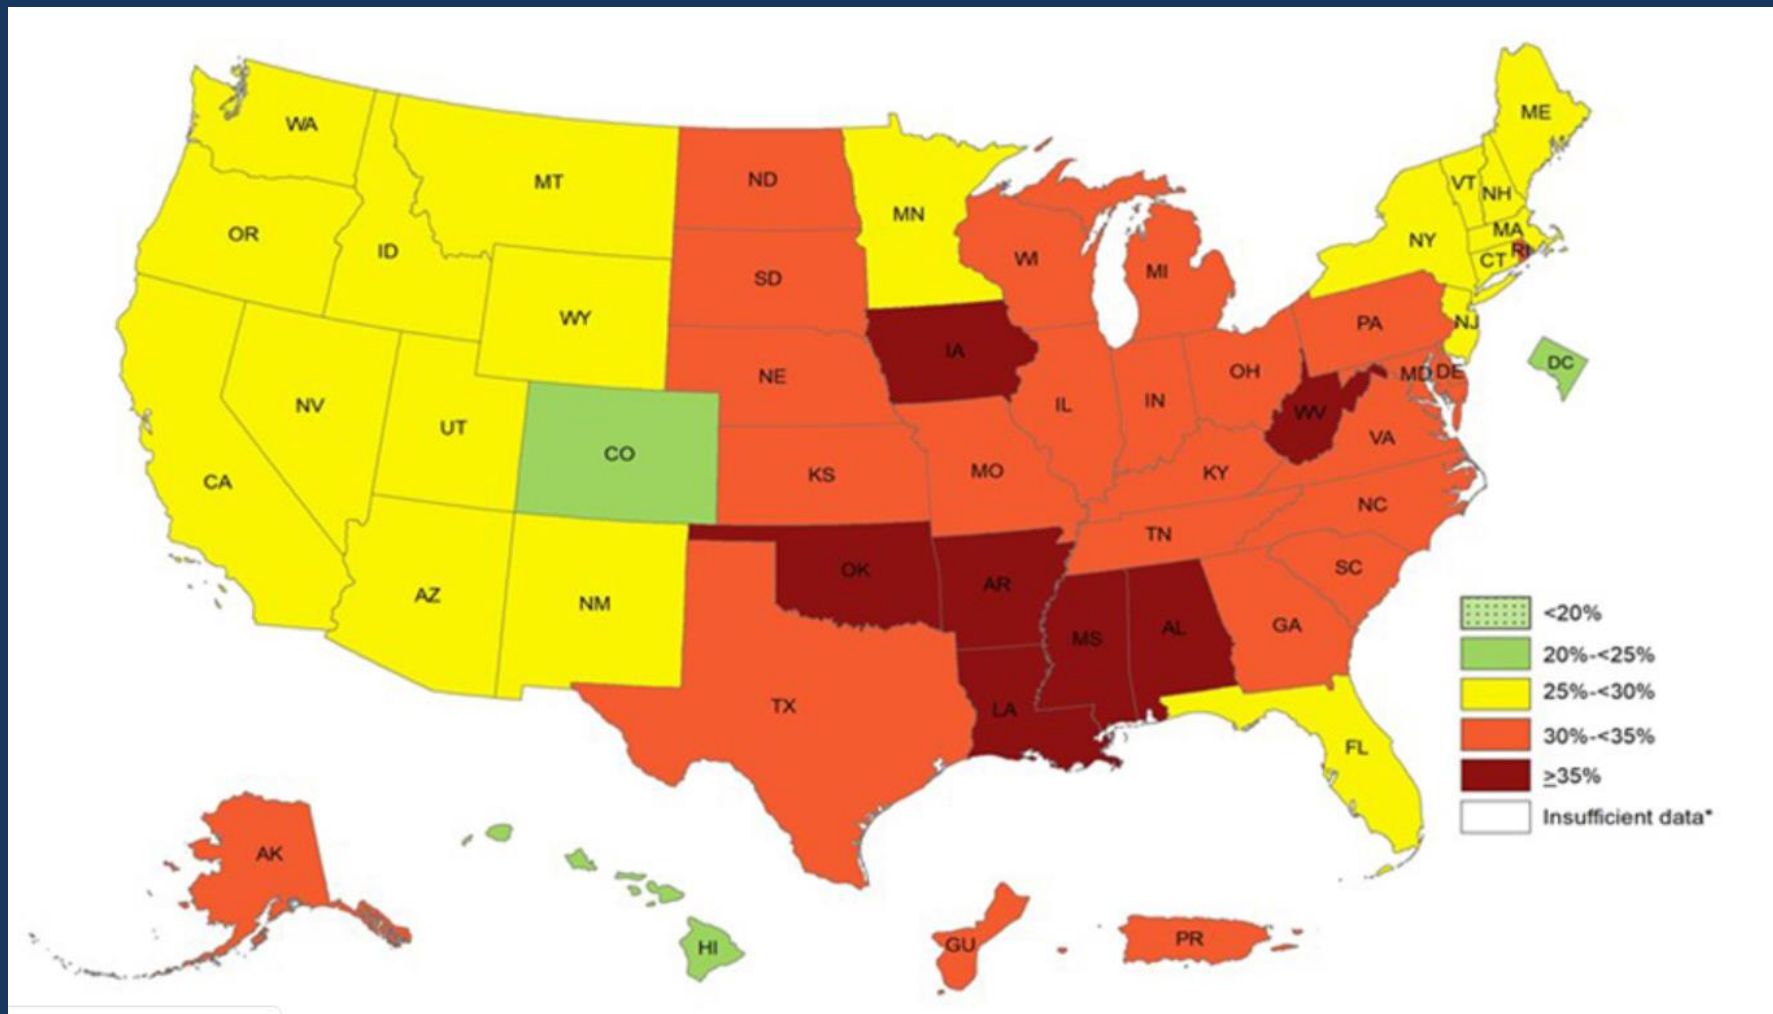 WA
MT
ND
MN
ME
VT
NH
OR
ID
SD
WI
MI
NY
MA
RI
CT
WY
IA
NE
PA
NJ
DC
NV
UT
CO
CA
KS
MO
IL
IN
OH
MD
DE
WV
VA
KY
NC
TN
SC
AZ
NM
OK
AR
MS
AL
GA
TX
LA
FL
<20%
20%-<25%
25%-<30%
30%-<35%
≥35%
Insufficient data*
AK
HI
GU
PR